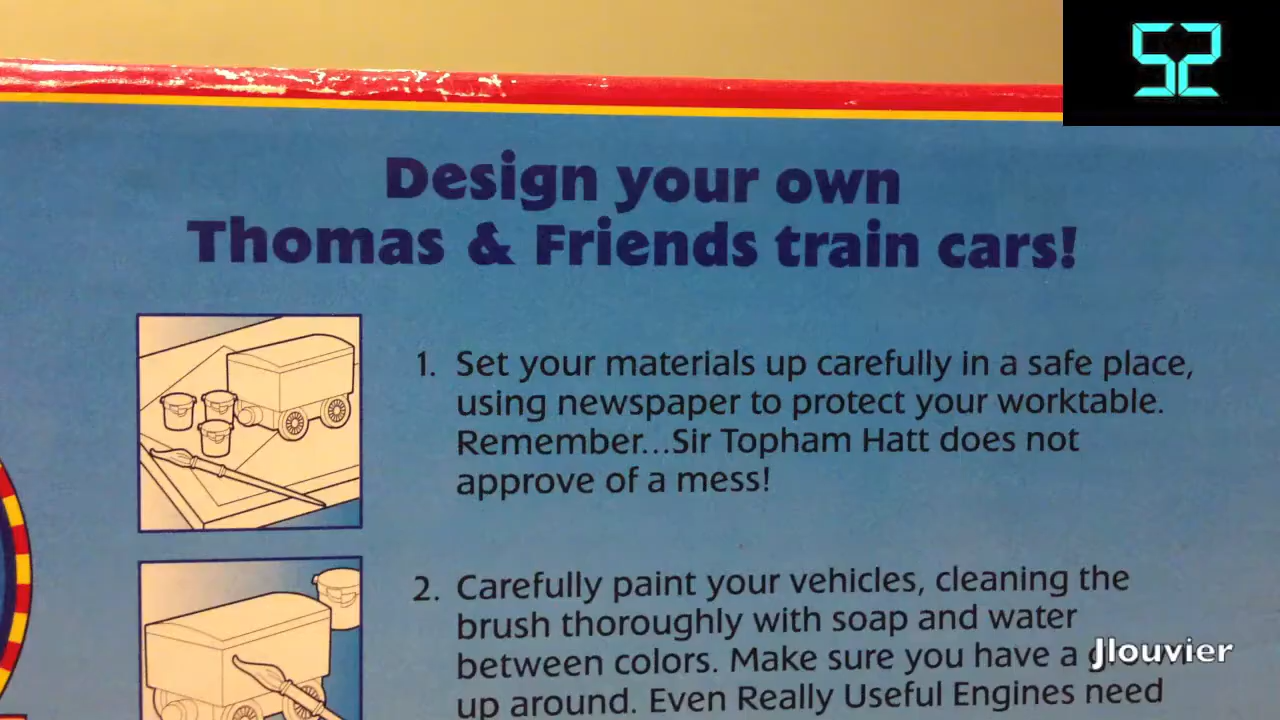 52
Design your own
Thomas & Friends train cars!
1. Set your materials up carefully in a safe place,
using newspaper to protect your worktable.
Remember...Sir Topham Hatt does not
approve of a mess!
2. Carefully paint your vehicles, cleaning the
brush thoroughly with soap and water
between colors. Make sure you have a
Jlouvier
up around. Even Really Useful Engines need